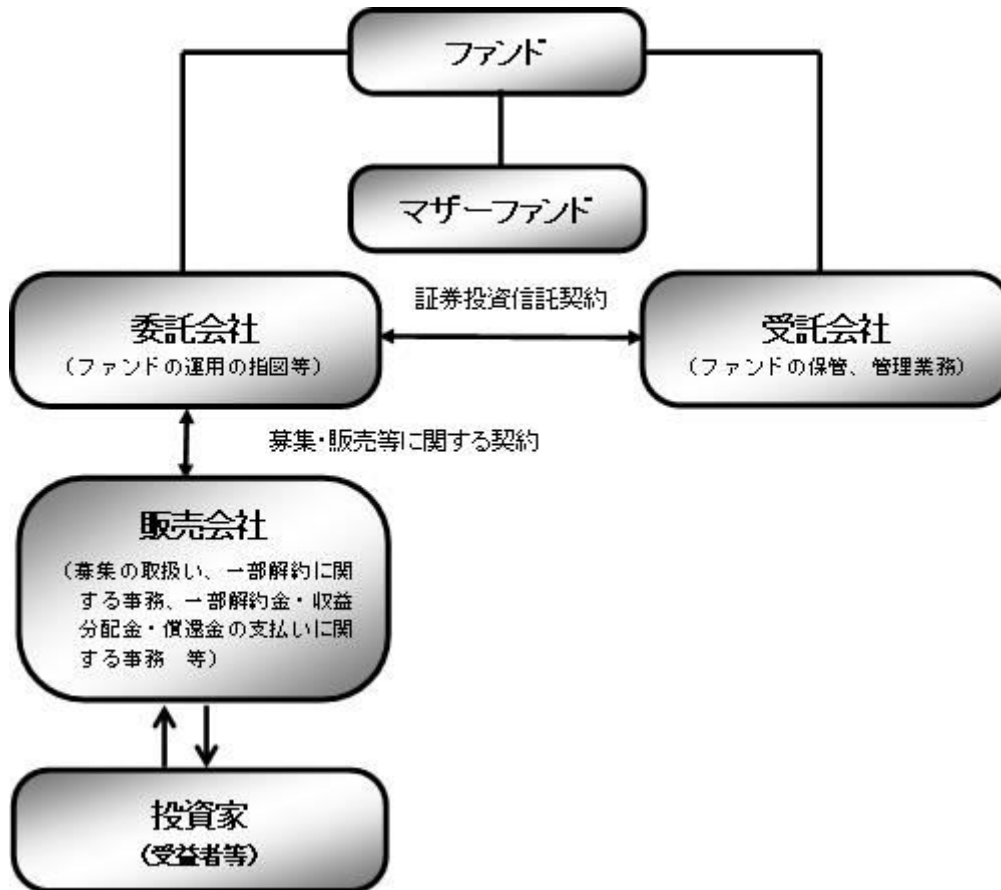 ファンド
マザーファンド
証券投資信託契約
委託会社
(ファンドの運用の指図等)
受託会社
(ファンドの保管、管理業務)
募集・販売等に関する契約
販売会社
(募集の取扱い、一部解約に関
する事務、一部解約金・収益
分配金・償還金の支払いに関
する事務　等)
投資家
(受益者等)